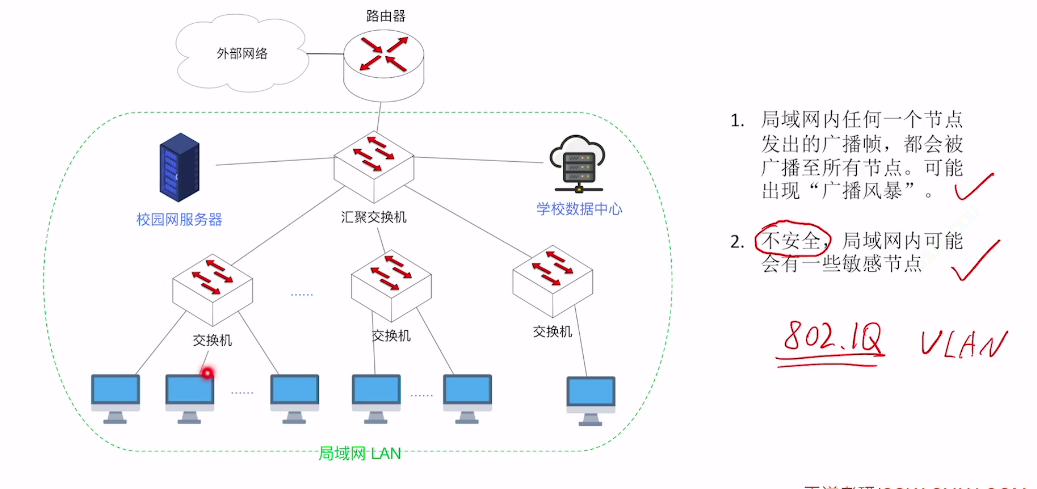 路由器
外部网络
校园网服务器
汇聚交换机
学校数据中心
交换机
......
交换机
交换机
......
......
局域网 LAN
1. 局域网内任何一个节点
发出的广播帧，都会被
广播至所有节点。可能
出现“广播风暴”。
2. 不安全，局域网内可能
会有一些敏感节点
802.1Q VLAN